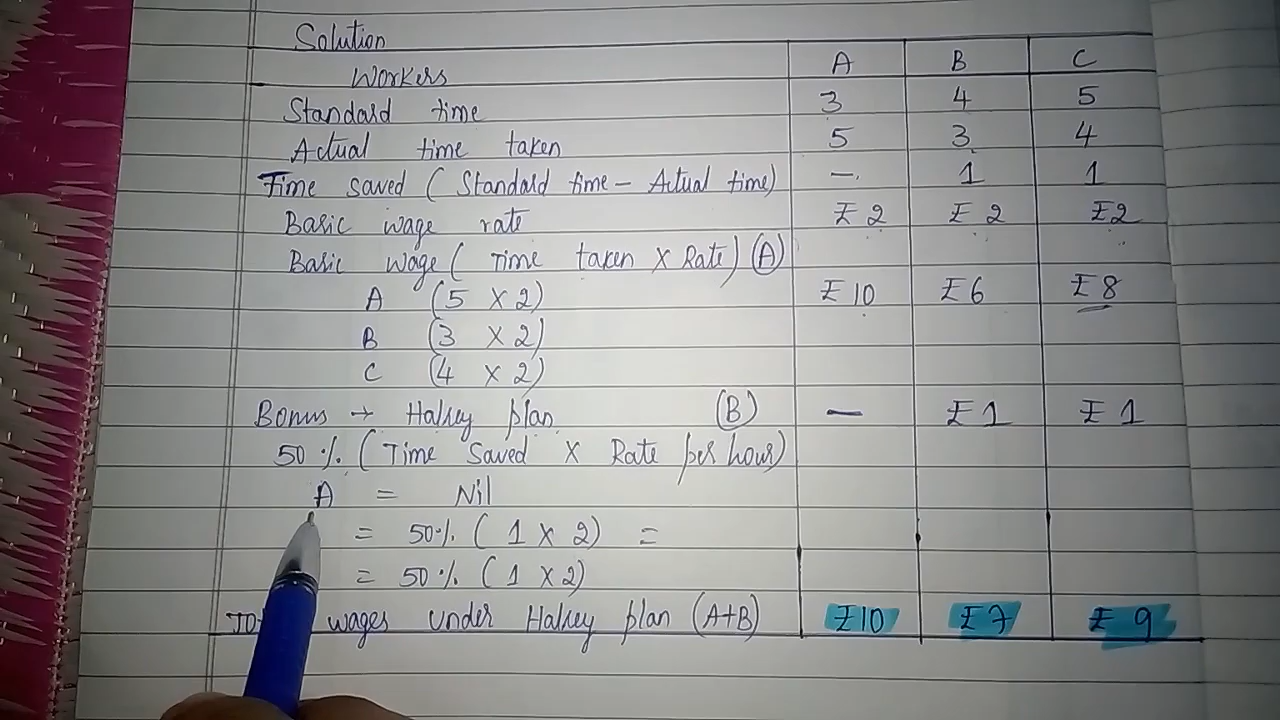 Solution
Workers A B C
Standard time 3 4 5
Actual time taken 5 3 4
Time saved ( Standard time - Actual time) - 1 1
Basic wage rate ₹ 2 ₹ 2 ₹2
Basic wage ( Time taken X Rate) (A)
A (5 X 2) ₹ 10 ₹ 6 ₹ 8
B (3 X 2)
C (4 X 2)
Bonus → Halsey plan (B) — ₹ 1 ₹ 1
50 % ( Time Saved X Rate per hour)
A = Nil
= 50% ( 1 X 2) =
= 50% ( 1 X 2)
wages under Halsey plan (A+B) ₹10 ₹ 7 ₹ 9